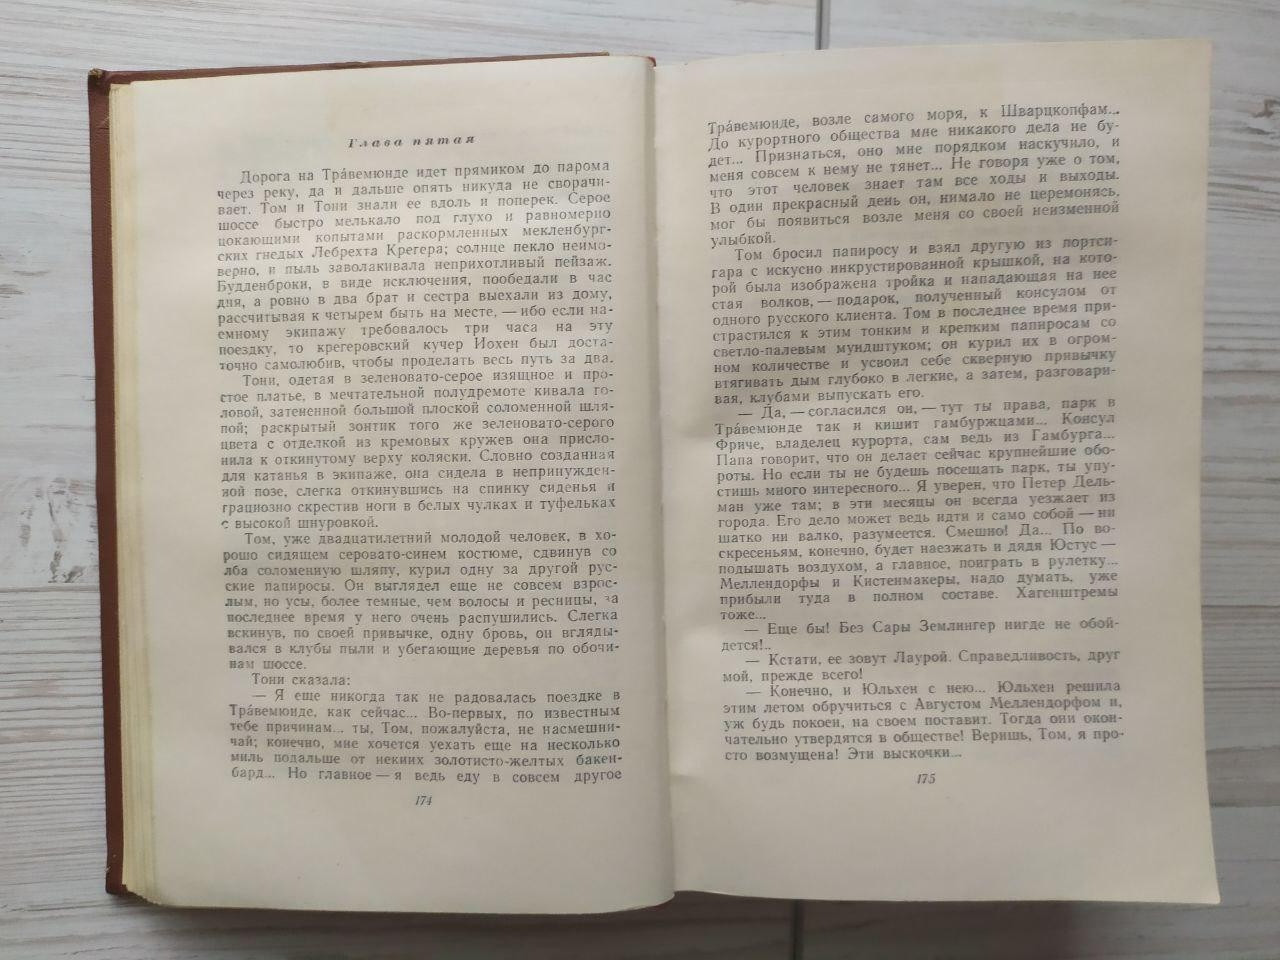 Глава пятая
Дорога на Тра́вемюнде идет прямиком до парома
через реку, да и дальше опять никуда не сворачи-
вает. Том и Тони знали ее вдоль и поперек. Серое
шоссе быстро мелькало под глухо и равномерно
цокающими копытами раскормленных мекленбург-
ских гнедых Лебрехта Крегера; солнце пекло неимо-
верно, и пыль заволакивала неприхотливый пейзаж.
Будденброки, в виде исключения, пообедали в час
дня, а ровно в два брат и сестра выехали из дому,
рассчитывая к четырем быть на месте, — ибо если на-
емному экипажу требовалось три часа на эту
поездку, то крегеровский кучер Иохен был доста-
точно самолюбив, чтобы проделать весь путь за два.
Тони, одетая в зеленовато-серое изящное и про-
стое платье, в мечтательной полудремоте кивала го-
ловой, затененной большой плоской соломенной шля-
пой; раскрытый зонтик того же зеленовато-серого
цвета с отделкой из кремовых кружев она присло-
нила к откинутому верху коляски. Словно созданная
для катанья в экипаже, она сидела в непринужден-
ной позе, слегка откинувшись на спинку сиденья и
грациозно скрестив ноги в белых чулках и туфельках
с высокой шнуровкой.
Том, уже двадцатилетний молодой человек, в хо-
рошо сидящем серовато-синем костюме, сдвинув со
лба соломенную шляпу, курил одну за другой рус-
ские папиросы. Он выглядел еще не совсем взрос-
лым, но усы, более темные, чем волосы и ресницы, за
последнее время у него очень распушились. Слегка
вскинув, по своей привычке, одну бровь, он вгляды-
вался в клубы пыли и убегающие деревья по обочи-
нам шоссе.
Тони сказала:
— Я еще никогда так не радовалась поездке в
Тра́вемюнде, как сейчас... Во-первых, по известным
тебе причинам... ты, Том, пожалуйста, не насмешни-
чай; конечно, мне хочется уехать еще на несколько
миль подальше от некиих золотисто-желтых бакен-
бард... Но главное — я ведь еду в совсем другое
174
Тра́вемюнде, возле самого моря, к Шварцкопфам...
До курортного общества мне никакого дела не бу-
дет... Признаться, оно мне порядком наскучило, и
меня совсем к нему не тянет... Не говоря уже о том,
что этот человек знает там все ходы и выходы.
В один прекрасный день он, нимало не церемонясь,
мог бы появиться возле меня со своей неизменной
улыбкой.
Том бросил папиросу и взял другую из портси-
гара с искусно инкрустированной крышкой, на кото-
рой была изображена тройка и нападающая на нее
стая волков, — подарок, полученный консулом от
одного русского клиента. Том в последнее время при-
страстился к этим тонким и крепким папиросам со
светло-палевым мундштуком; он курил их в огром-
ном количестве и усвоил себе скверную привычку
втягивать дым глубоко в легкие, а затем, разговари-
вая, клубами выпускать его.
— Да, — согласился он, — тут ты права, парк в
Тра́вемюнде так и кишит гамбуржцами... Консул
Фриче, владелец курорта, сам ведь из Гамбурга...
Папа говорит, что он делает сейчас крупнейшие обо-
роты. Но если ты не будешь посещать парк, ты упу-
стишь много интересного... Я уверен, что Петер Дель-
ман уже там; в эти месяцы он всегда уезжает из
города. Его дело может ведь идти и само собой — ни
шатко ни валко, разумеется. Смешно! Да... По во-
скресеньям, конечно, будет наезжать и дядя Юстус —
подышать воздухом, а главное, поиграть в рулетку...
Меллендорфы и Кистенмакеры, надо думать, уже
прибыли туда в полном составе. Хагенштремы
тоже...
— Еще бы! Без Сары Землингер нигде не обой-
дется!..
— Кстати, ее зовут Лаурой. Справедливость, друг
мой, прежде всего!
— Конечно, и Юльхен с нею... Юльхен решила
этим летом обручиться с Августом Меллендорфом и,
уж будь покоен, на своем поставит. Тогда они окон-
чательно утвердятся в обществе! Веришь, Том, я про-
сто возмущена! Эти выскочки...
175